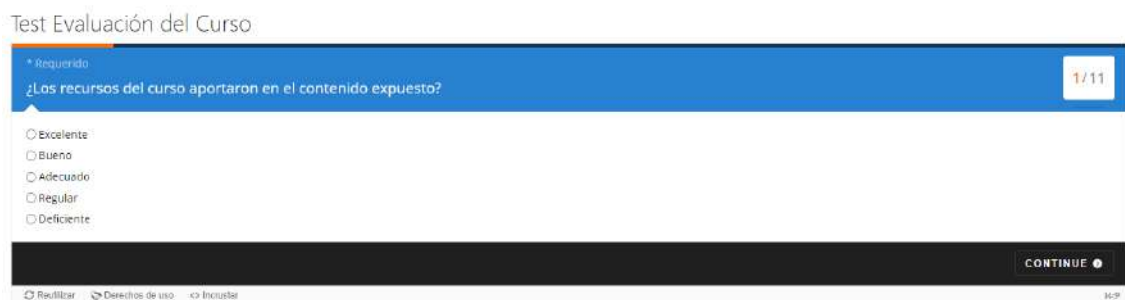 Test Evaluación del Curso
* Requerido
¿Los recursos del curso aportaron en el contenido expuesto?
1/11
Excelente
Bueno
Adecuado
Regular
Deficiente
CONTINUE
Reutilizar Derechos de uso <> Incrustar
H-P